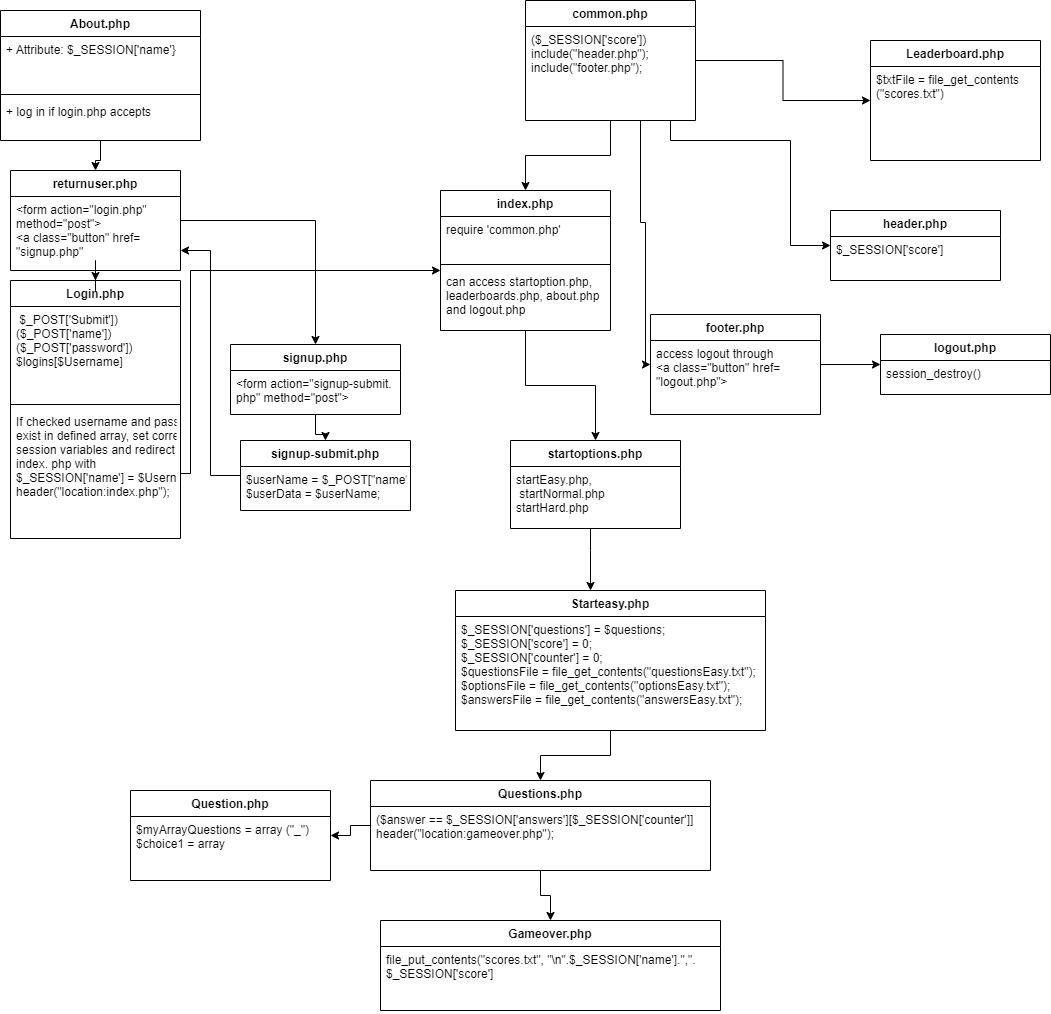 About.php
+ Attribute: $_SESSION['name'}
+ log in if login.php accepts
common.php
($_SESSION['score'])
include("header.php");
include("footer.php");
Leaderboard.php
$txtFile = file_get_contents
("scores.txt")
returnuser.php
<form action="login.php"
method="post">
<a class="button" href=
"signup.php"
index.php
require 'common.php'
can access startoption.php,
leaderboards.php, about.php
and logout.php
header.php
$_SESSION['score']
Login.php
$_POST['Submit'])
($_POST['name'])
($_POST['password'])
$logins[$Username]
If checked username and pass
exist in defined array, set corre
session variables and redirect
index. php with
$_SESSION['name'] = $Usern
header("location:index.php");
signup.php
<form action="signup-submit.
php" method="post">
signup-submit.php
$userName = $_POST["name'
$userData = $userName;
footer.php
access logout through
<a class="button" href=
"logout.php">
logout.php
session_destroy()
startoptions.php
startEasy.php,
startNormal.php
startHard.php
Starteasy.php
$_SESSION['questions'] = $questions;
$_SESSION['score'] = 0;
$_SESSION['counter'] = 0;
$questionsFile = file_get_contents("questionsEasy.txt");
$optionsFile = file_get_contents("optionsEasy.txt");
$answersFile = file_get_contents("answersEasy.txt");
Question.php
$myArrayQuestions = array ("_")
$choice1 = array
Questions.php
($answer == $_SESSION['answers'][$_SESSION['counter']]
header("location:gameover.php");
Gameover.php
file_put_contents("scores.txt", "\n".$_SESSION['name'].",".
$_SESSION['score']